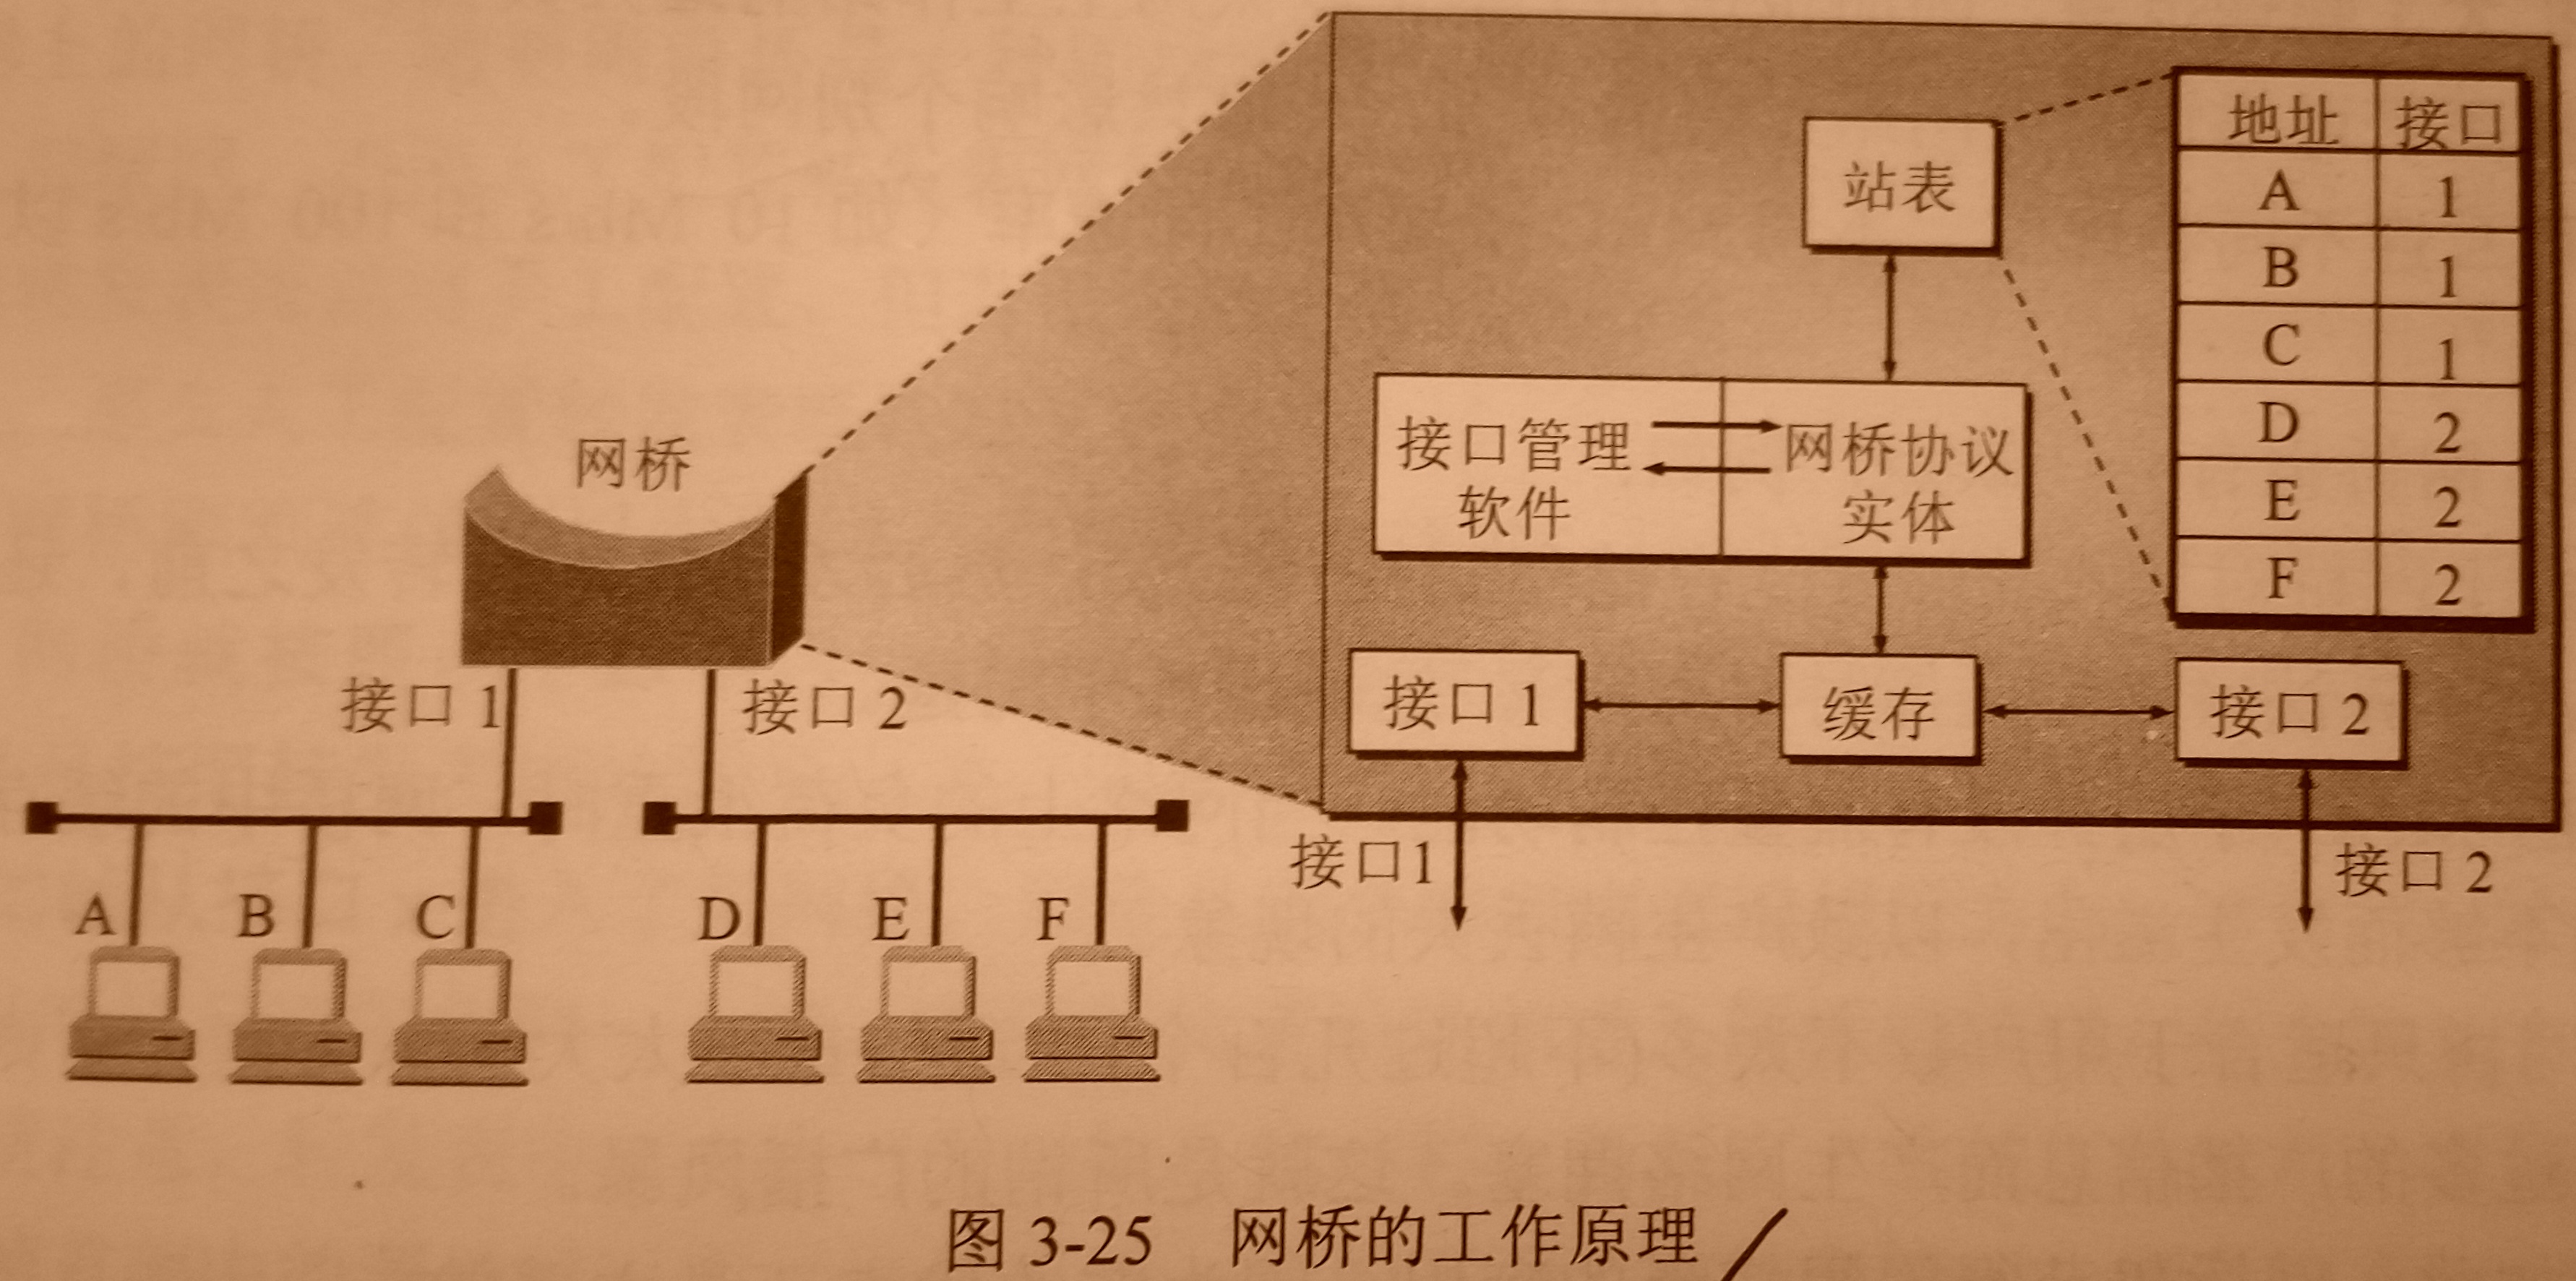 网桥
接口 1
接口 2
A
B
C
D
E
F
站表
地址 接口
A 1
B 1
C 1
D 2
E 2
F 2
接口管理
软件
网桥协议
实体
接口 1
缓存
接口 2
接口1
接口 2
图 3-25 网桥的工作原理